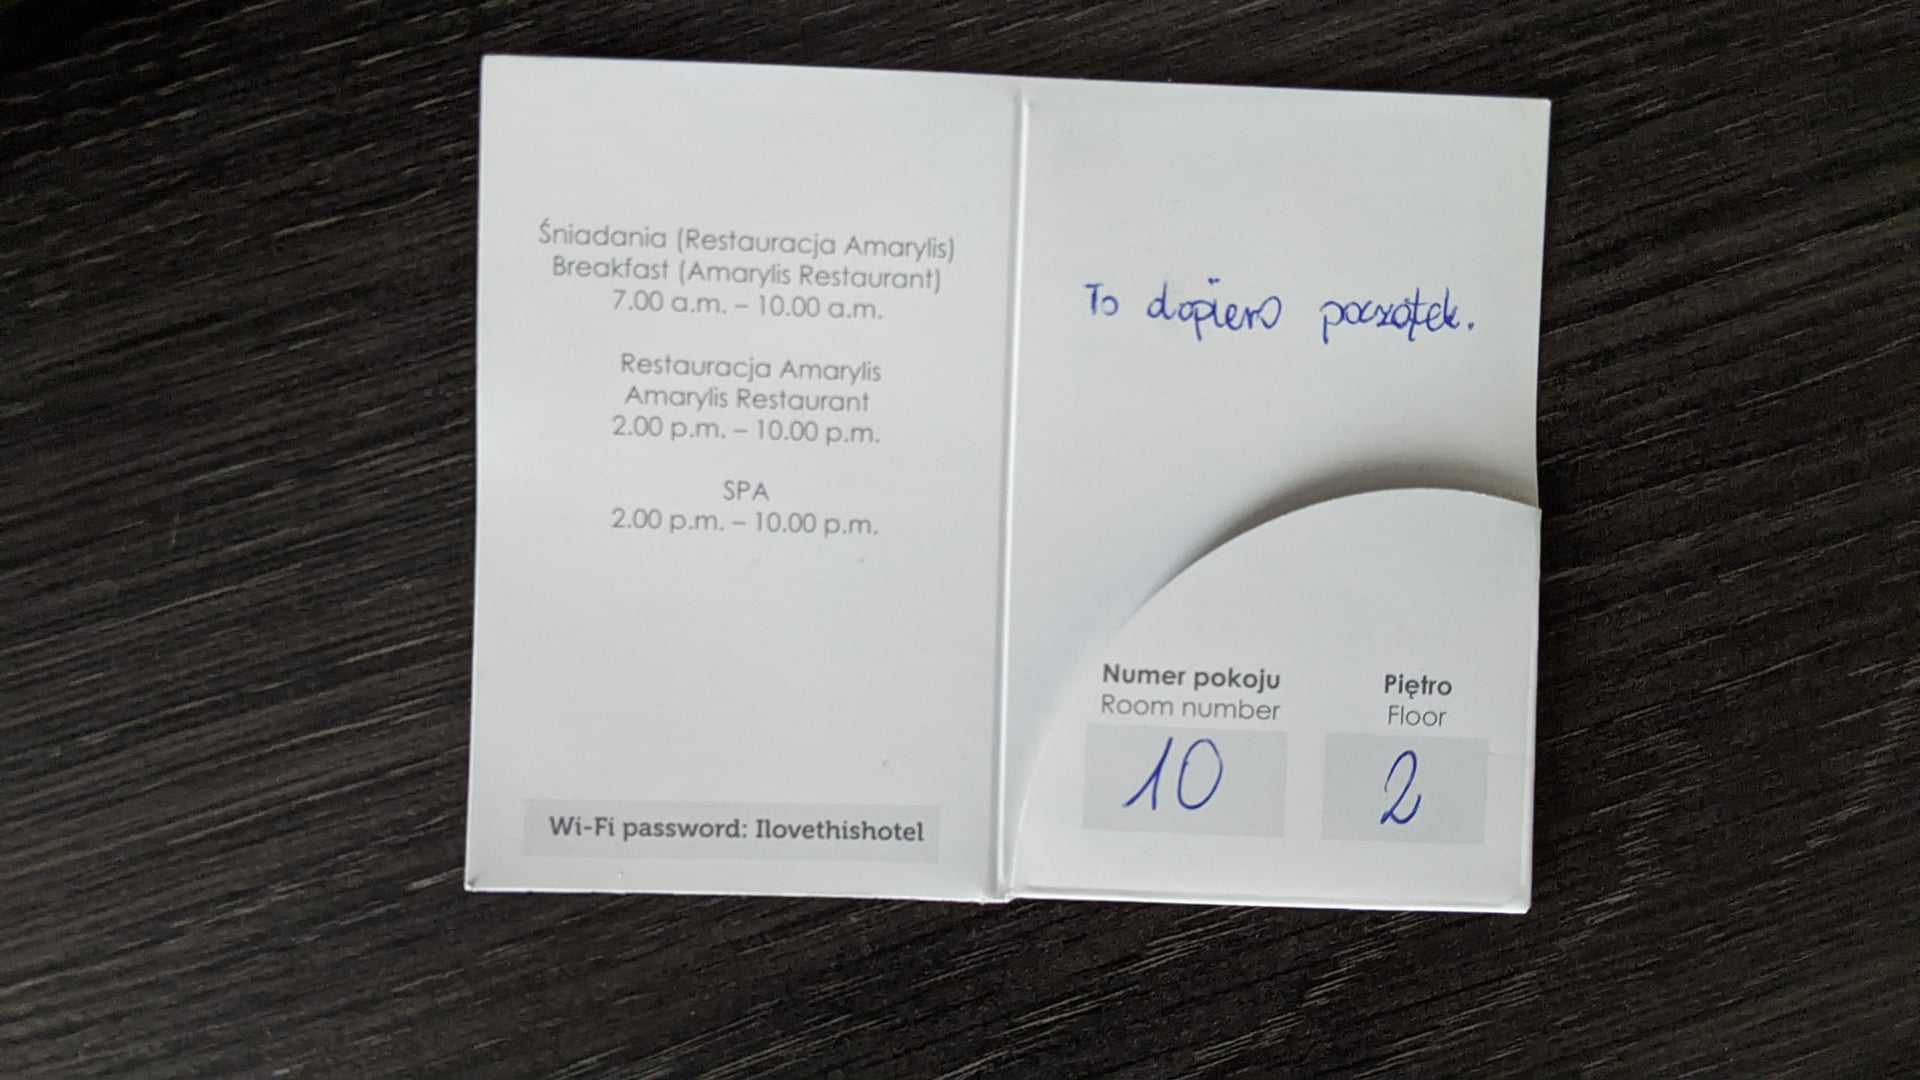 Śniadania (Restauracja Amarylis)
Breakfast (Amarylis Restaurant)
7.00 a.m. – 10.00 a.m.
Restauracja Amarylis
Amarylis Restaurant
2.00 p.m. – 10.00 p.m.
SPA
2.00 p.m. – 10.00 p.m.
Wi-Fi password: Ilovethishotel
To dopiero początek.
Numer pokoju
Room number
10
Piętro
Floor
2